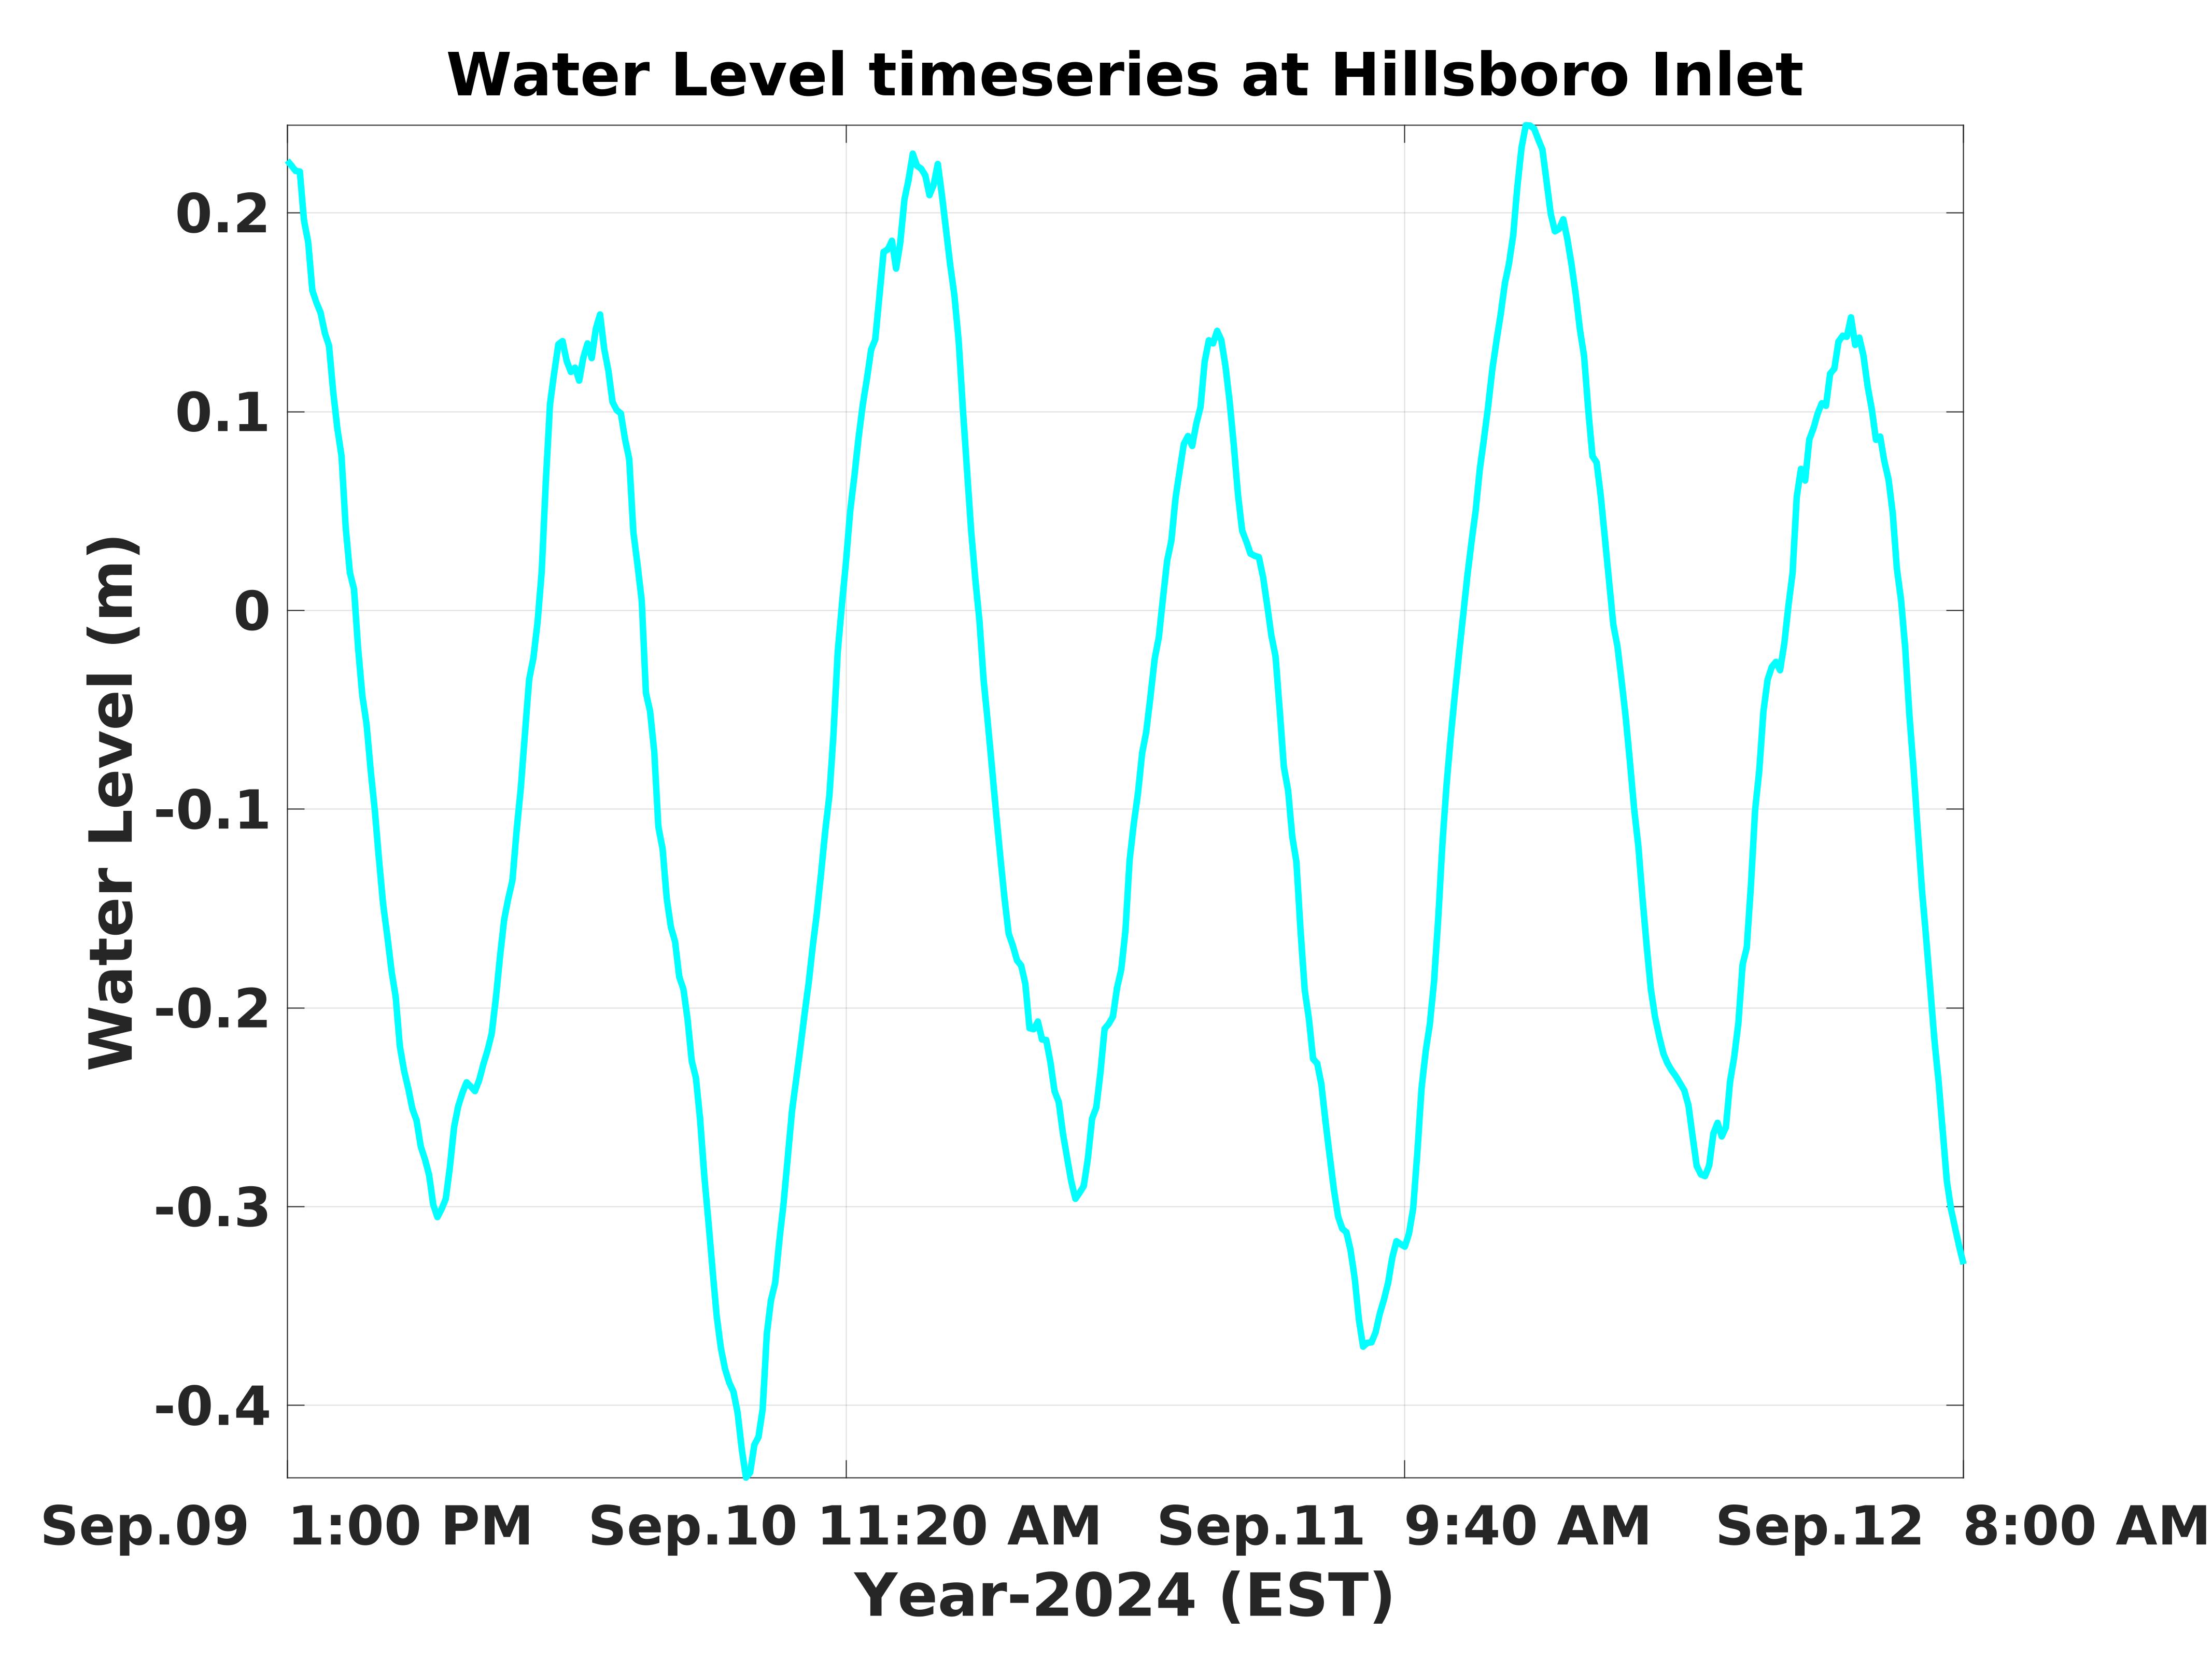 Water Level timeseries at Hillsboro Inlet
Water Level (m)
0.2
0.1
0
-0.1
-0.2
-0.3
-0.4
Sep.09 1:00 PM Sep.10 11:20 AM Sep.11 9:40 AM Sep.12 8:00 AM
Year-2024 (EST)